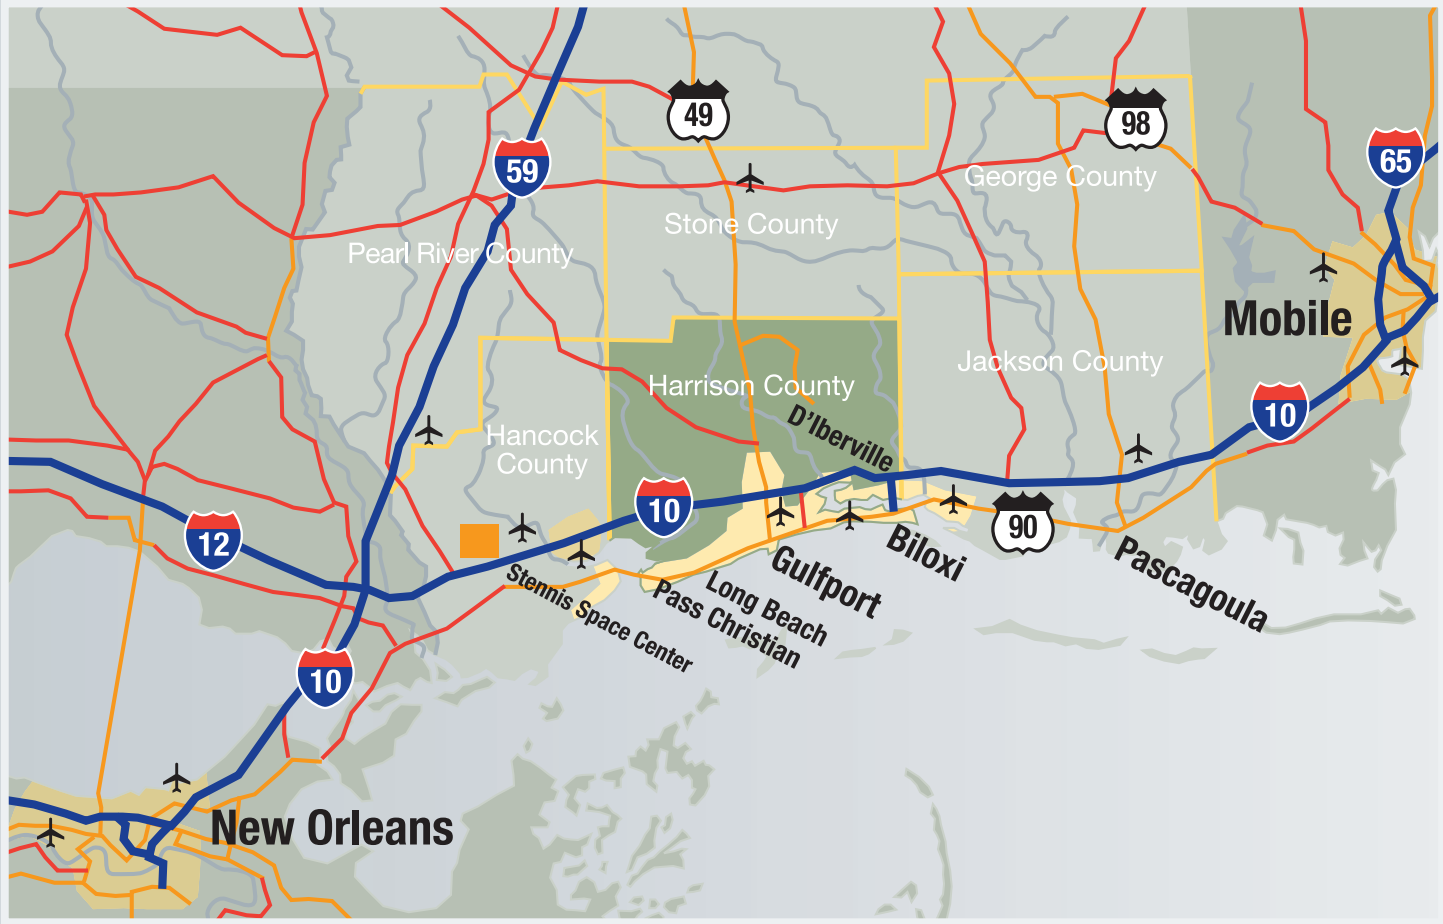 49
98
59
65
George County
Stone County
Pearl River County
Mobile
Jackson County
Harrison County
10
D'Iberville
Hancock
County
10
90
12
Biloxi
Gulfport
Pascagoula
Stennis Space Center
Long Beach
Pass Christian
10
New Orleans